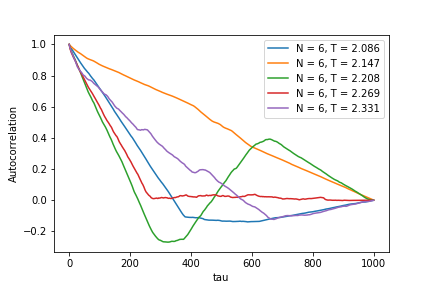 1.0
0.8
0.6
0.4
0.2
0.0
−0.2
Autocorrelation
N = 6, T = 2.086
N = 6, T = 2.147
N = 6, T = 2.208
N = 6, T = 2.269
N = 6, T = 2.331
0 200 400 600 800 1000
tau